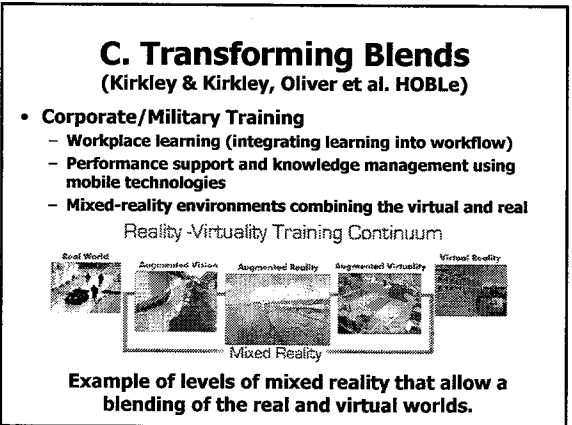 C. Transforming Blends
(Kirkley & Kirkley, Oliver et al. HOBLe)
• Corporate/Military Training
– Workplace learning (integrating learning into workflow)
– Performance support and knowledge management using
mobile technologies
– Mixed-reality environments combining the virtual and real
Reality -Virtuality Training Continuum
Real World
Augmented Vision
Augmented Reality
Augmented Virtuality
Virtual Reality
Mixed Reality
Example of levels of mixed reality that allow a
blending of the real and virtual worlds.